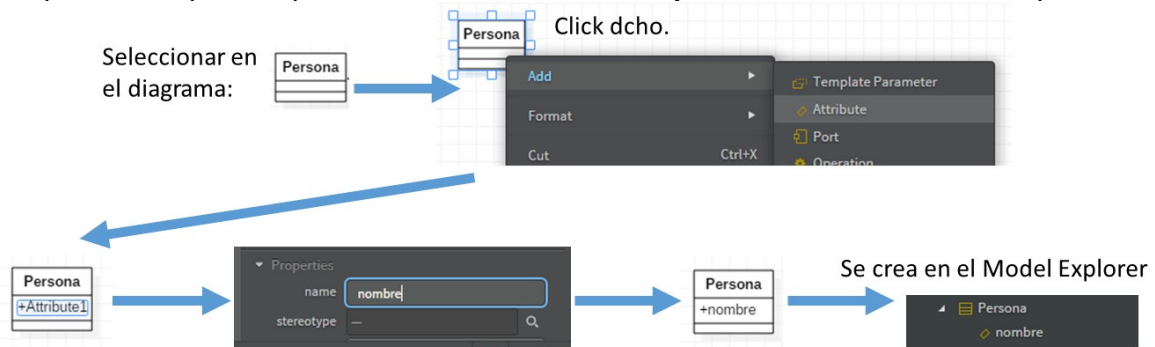 Seleccionar en
el diagrama:
Persona
Persona
Click dcho.
Add
Format
Cut Ctrl+X
Template Parameter
Attribute
Port
Operation
Persona
+Attribute1
Properties
name nombre
stereotype —
Persona
+nombre
Se crea en el Model Explorer
Persona
nombre